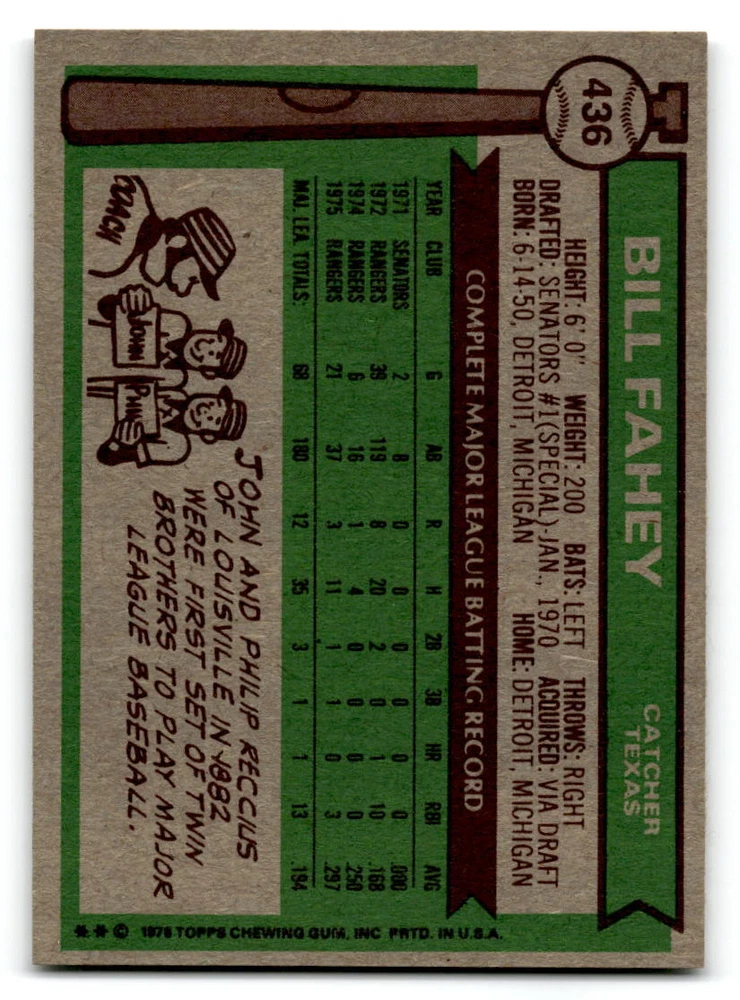 436
BILL FAHEY
CATCHER
TEXAS
HEIGHT: 6' 0" WEIGHT: 200 BATS: LEFT THROWS: RIGHT
DRAFTED: SENATORS #1(SPECIAL)-JAN., 1970 ACQUIRED: VIA DRAFT
BORN: 6-14-50, DETROIT, MICHIGAN HOME: DETROIT, MICHIGAN
COMPLETE MAJOR LEAGUE BATTING RECORD
YEAR CLUB G AB R H 2B 3B HR RBI AVG
1971 SENATORS 2 8 0 0 0 0 0 0 .000
1972 RANGERS 39 119 8 20 2 0 1 10 .168
1974 RANGERS 6 16 1 4 0 0 0 0 .250
1975 RANGERS 21 37 3 11 1 1 0 3 .297
MAJ. LEA. TOTALS: 68 180 12 35 3 1 1 13 .194
COACH
JOHN
PHIL
JOHN AND PHILIP RECCIUS
OF LOUISVILLE IN 1882
WERE FIRST SET OF TWIN
BROTHERS TO PLAY MAJOR
LEAGUE BASEBALL.
** © 1976 TOPPS CHEWING GUM, INC. PRTD. IN U.S.A.